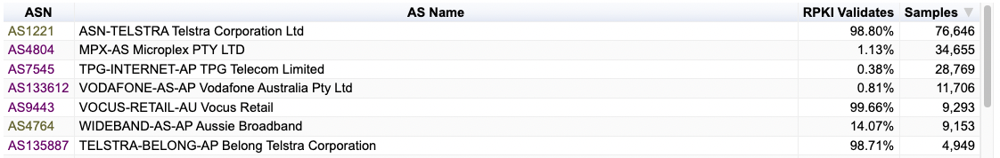 ASN AS Name RPKI Validates Samples ▼
AS1221 ASN-TELSTRA Telstra Corporation Ltd 98.80% 76,646
AS4804 MPX-AS Microplex PTY LTD 1.13% 34,655
AS7545 TPG-INTERNET-AP TPG Telecom Limited 0.38% 28,769
AS133612 VODAFONE-AS-AP Vodafone Australia Pty Ltd 0.81% 11,706
AS9443 VOCUS-RETAIL-AU Vocus Retail 99.66% 9,293
AS4764 WIDEBAND-AS-AP Aussie Broadband 14.07% 9,153
AS135887 TELSTRA-BELONG-AP Belong Telstra Corporation 98.71% 4,949